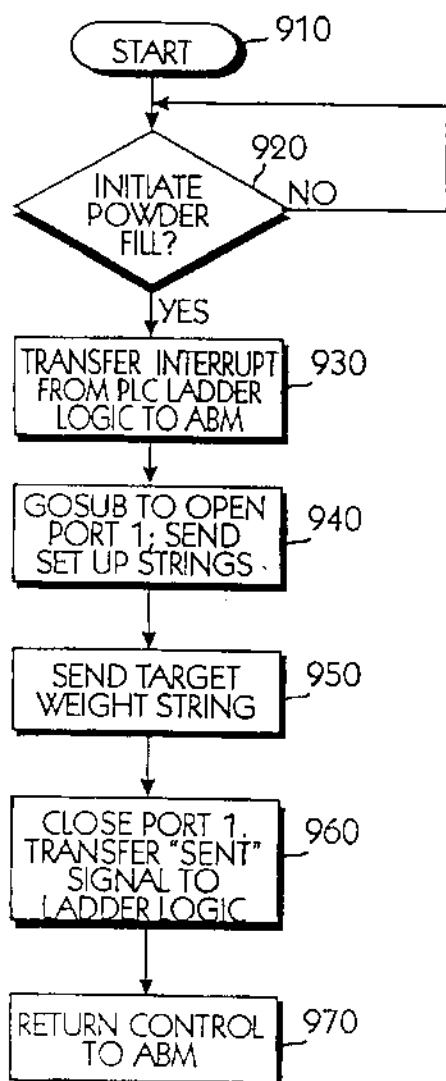 START
910
920
INITIATE
POWDER
FILL?
NO
YES
TRANSFER INTERRUPT
FROM PLC LADDER
LOGIC TO ABM
930
GOSUB TO OPEN
PORT 1; SEND
SET UP STRINGS
940
SEND TARGET
WEIGHT STRING
950
CLOSE PORT 1.
TRANSFER "SENT"
SIGNAL TO
LADDER LOGIC
960
RETURN CONTROL
TO ABM
970